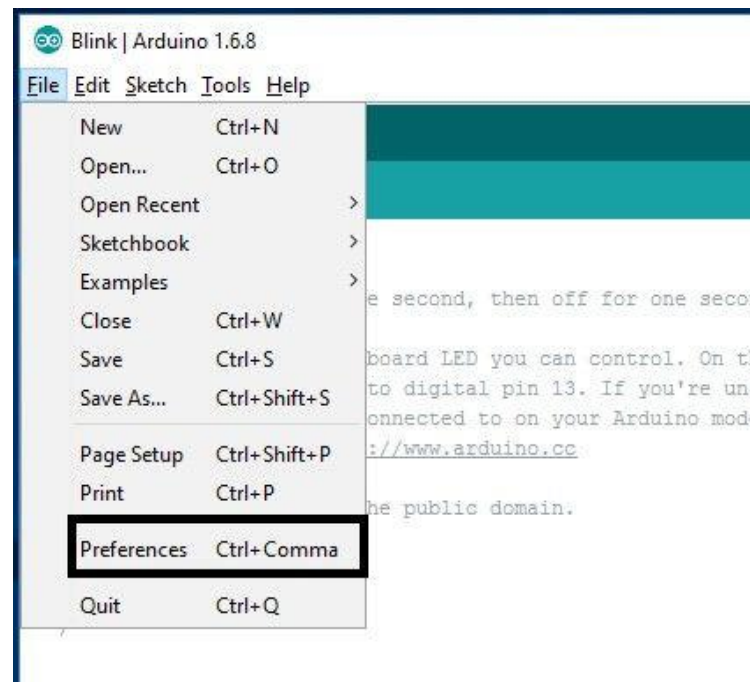 Blink | Arduino 1.6.8
File Edit Sketch Tools Help
New Ctrl+N
Open... Ctrl+O
Open Recent >
Sketchbook >
Examples >
Close Ctrl+W
Save Ctrl+S
Save As... Ctrl+Shift+S
Page Setup Ctrl+Shift+P
Print Ctrl+P
Preferences Ctrl+Comma
Quit Ctrl+Q
e second, then off for one seco
board LED you can control. On t
to digital pin 13. If you're un
onnected to on your Arduino mod
://www.arduino.cc
he public domain.